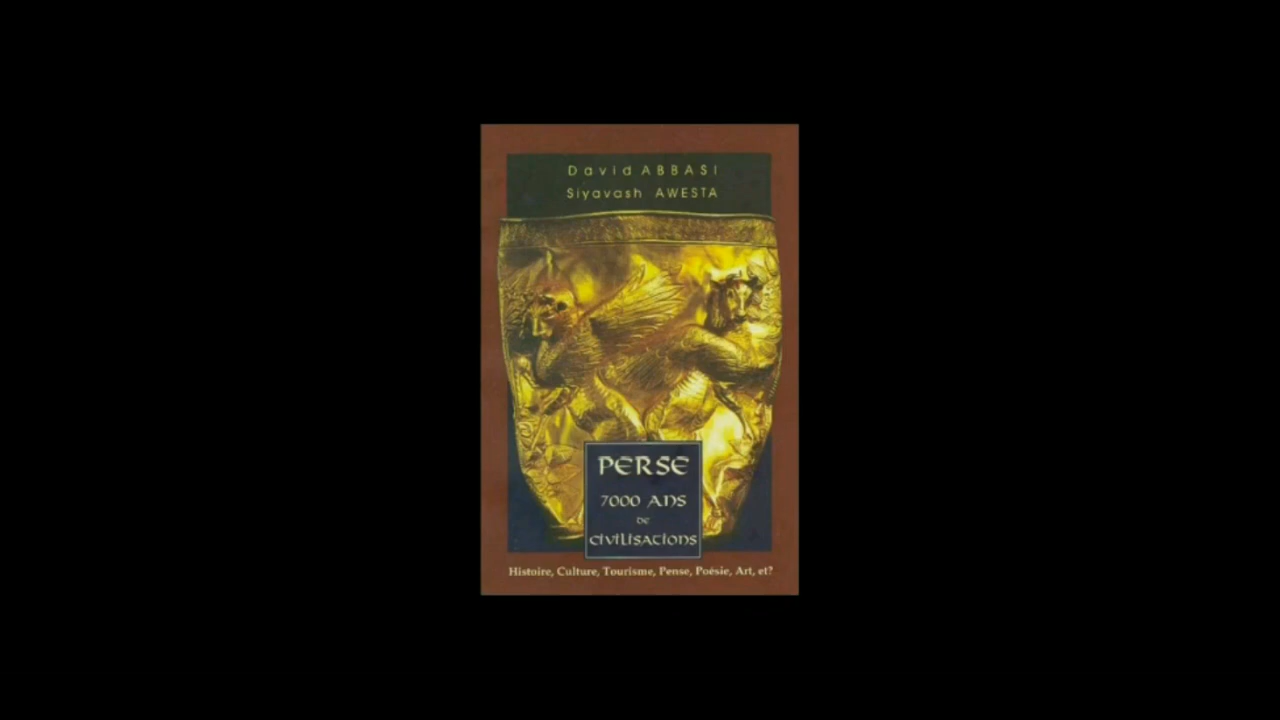 David ABBASI
Siyavash AWESTA
PERSE
7000 ANS
DE
CIVILISATIONS
Histoire, Culture, Tourisme, Pense, Poésie, Art, et?